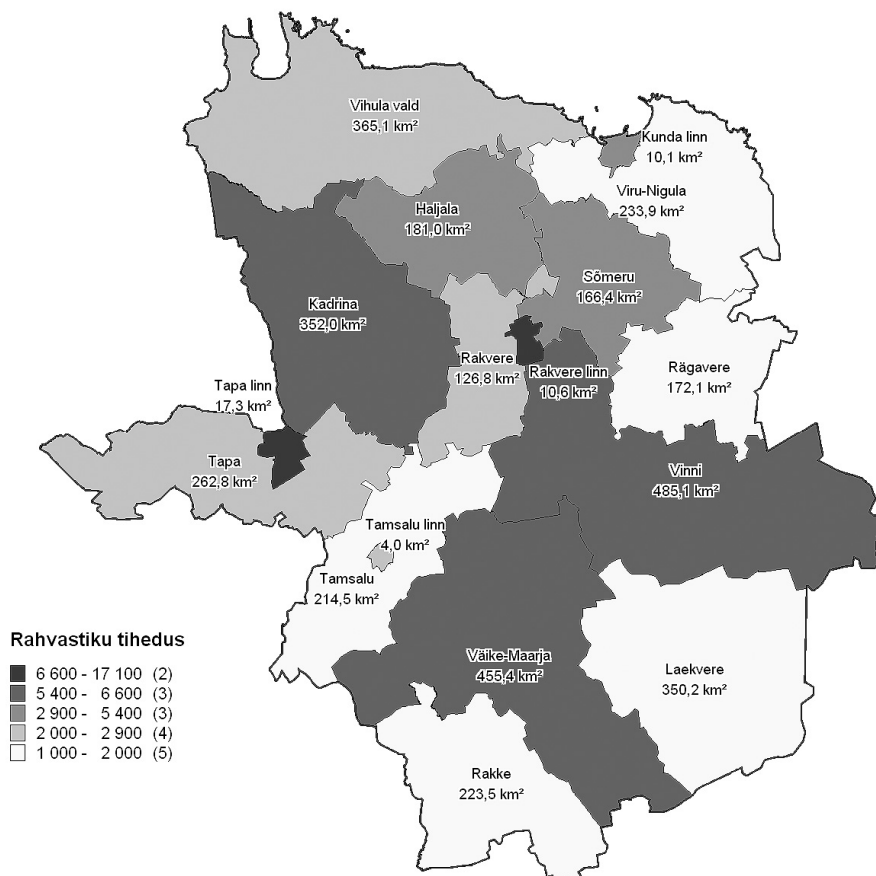 Vihula vald
365,1 km²
Kunda linn
10,1 km²
Viru-Nigula
233,9 km²
Haljala
181,0 km²
Sõmeru
166,4 km²
Kadrina
352,0 km²
Rakvere
126,8 km²
Rakvere linn
10,6 km²
Rägavere
172,1 km²
Tapa linn
17,3 km²
Tapa
262,8 km²
Vinni
485,1 km²
Tamsalu linn
4,0 km²
Tamsalu
214,5 km²
Väike-Maarja
455,4 km²
Laekvere
350,2 km²
Rakke
223,5 km²
Rahvastiku tihedus
6 600 - 17 100 (2)
5 400 - 6 600 (3)
2 900 - 5 400 (3)
2 000 - 2 900 (4)
1 000 - 2 000 (5)